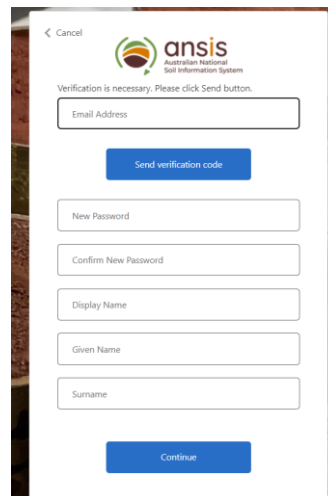 Cancel
ansis
Australian National
Soil Information System
Verification is necessary. Please click Send button.
Email Address
Send verification code
New Password
Confirm New Password
Display Name
Given Name
Surname
Continue